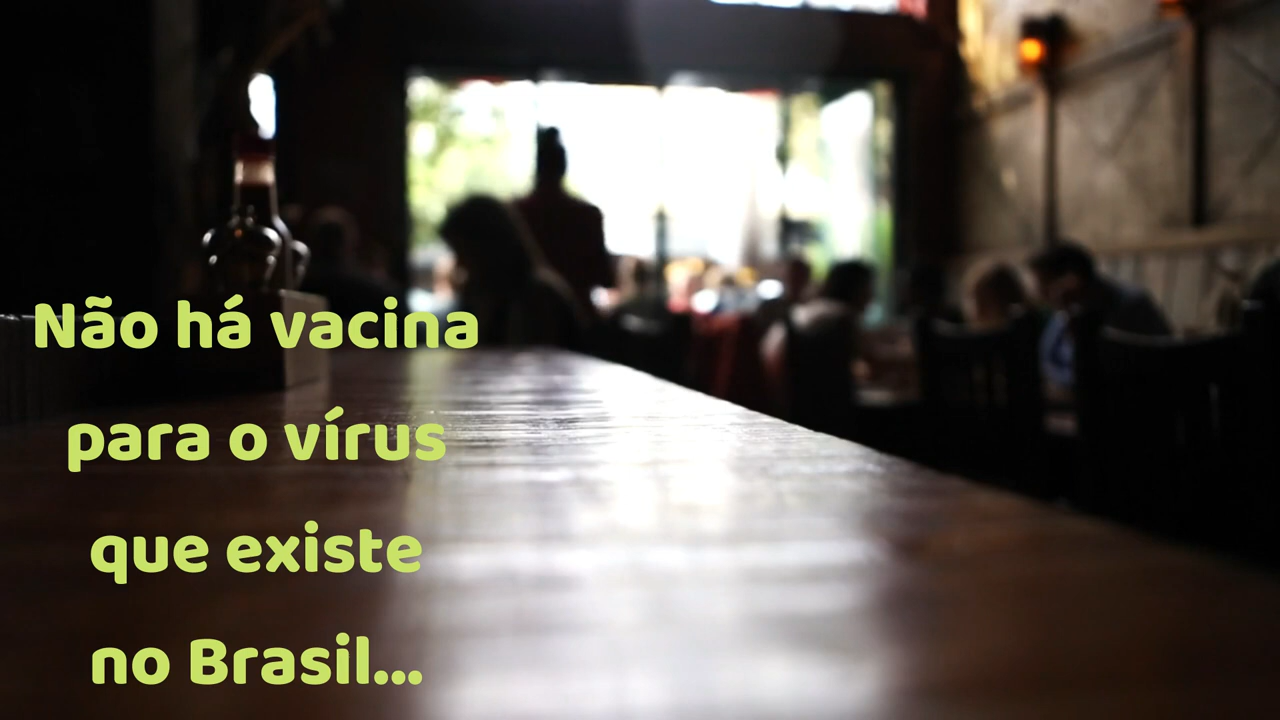 Não há vacina
para o vírus
que existe
no Brasil...